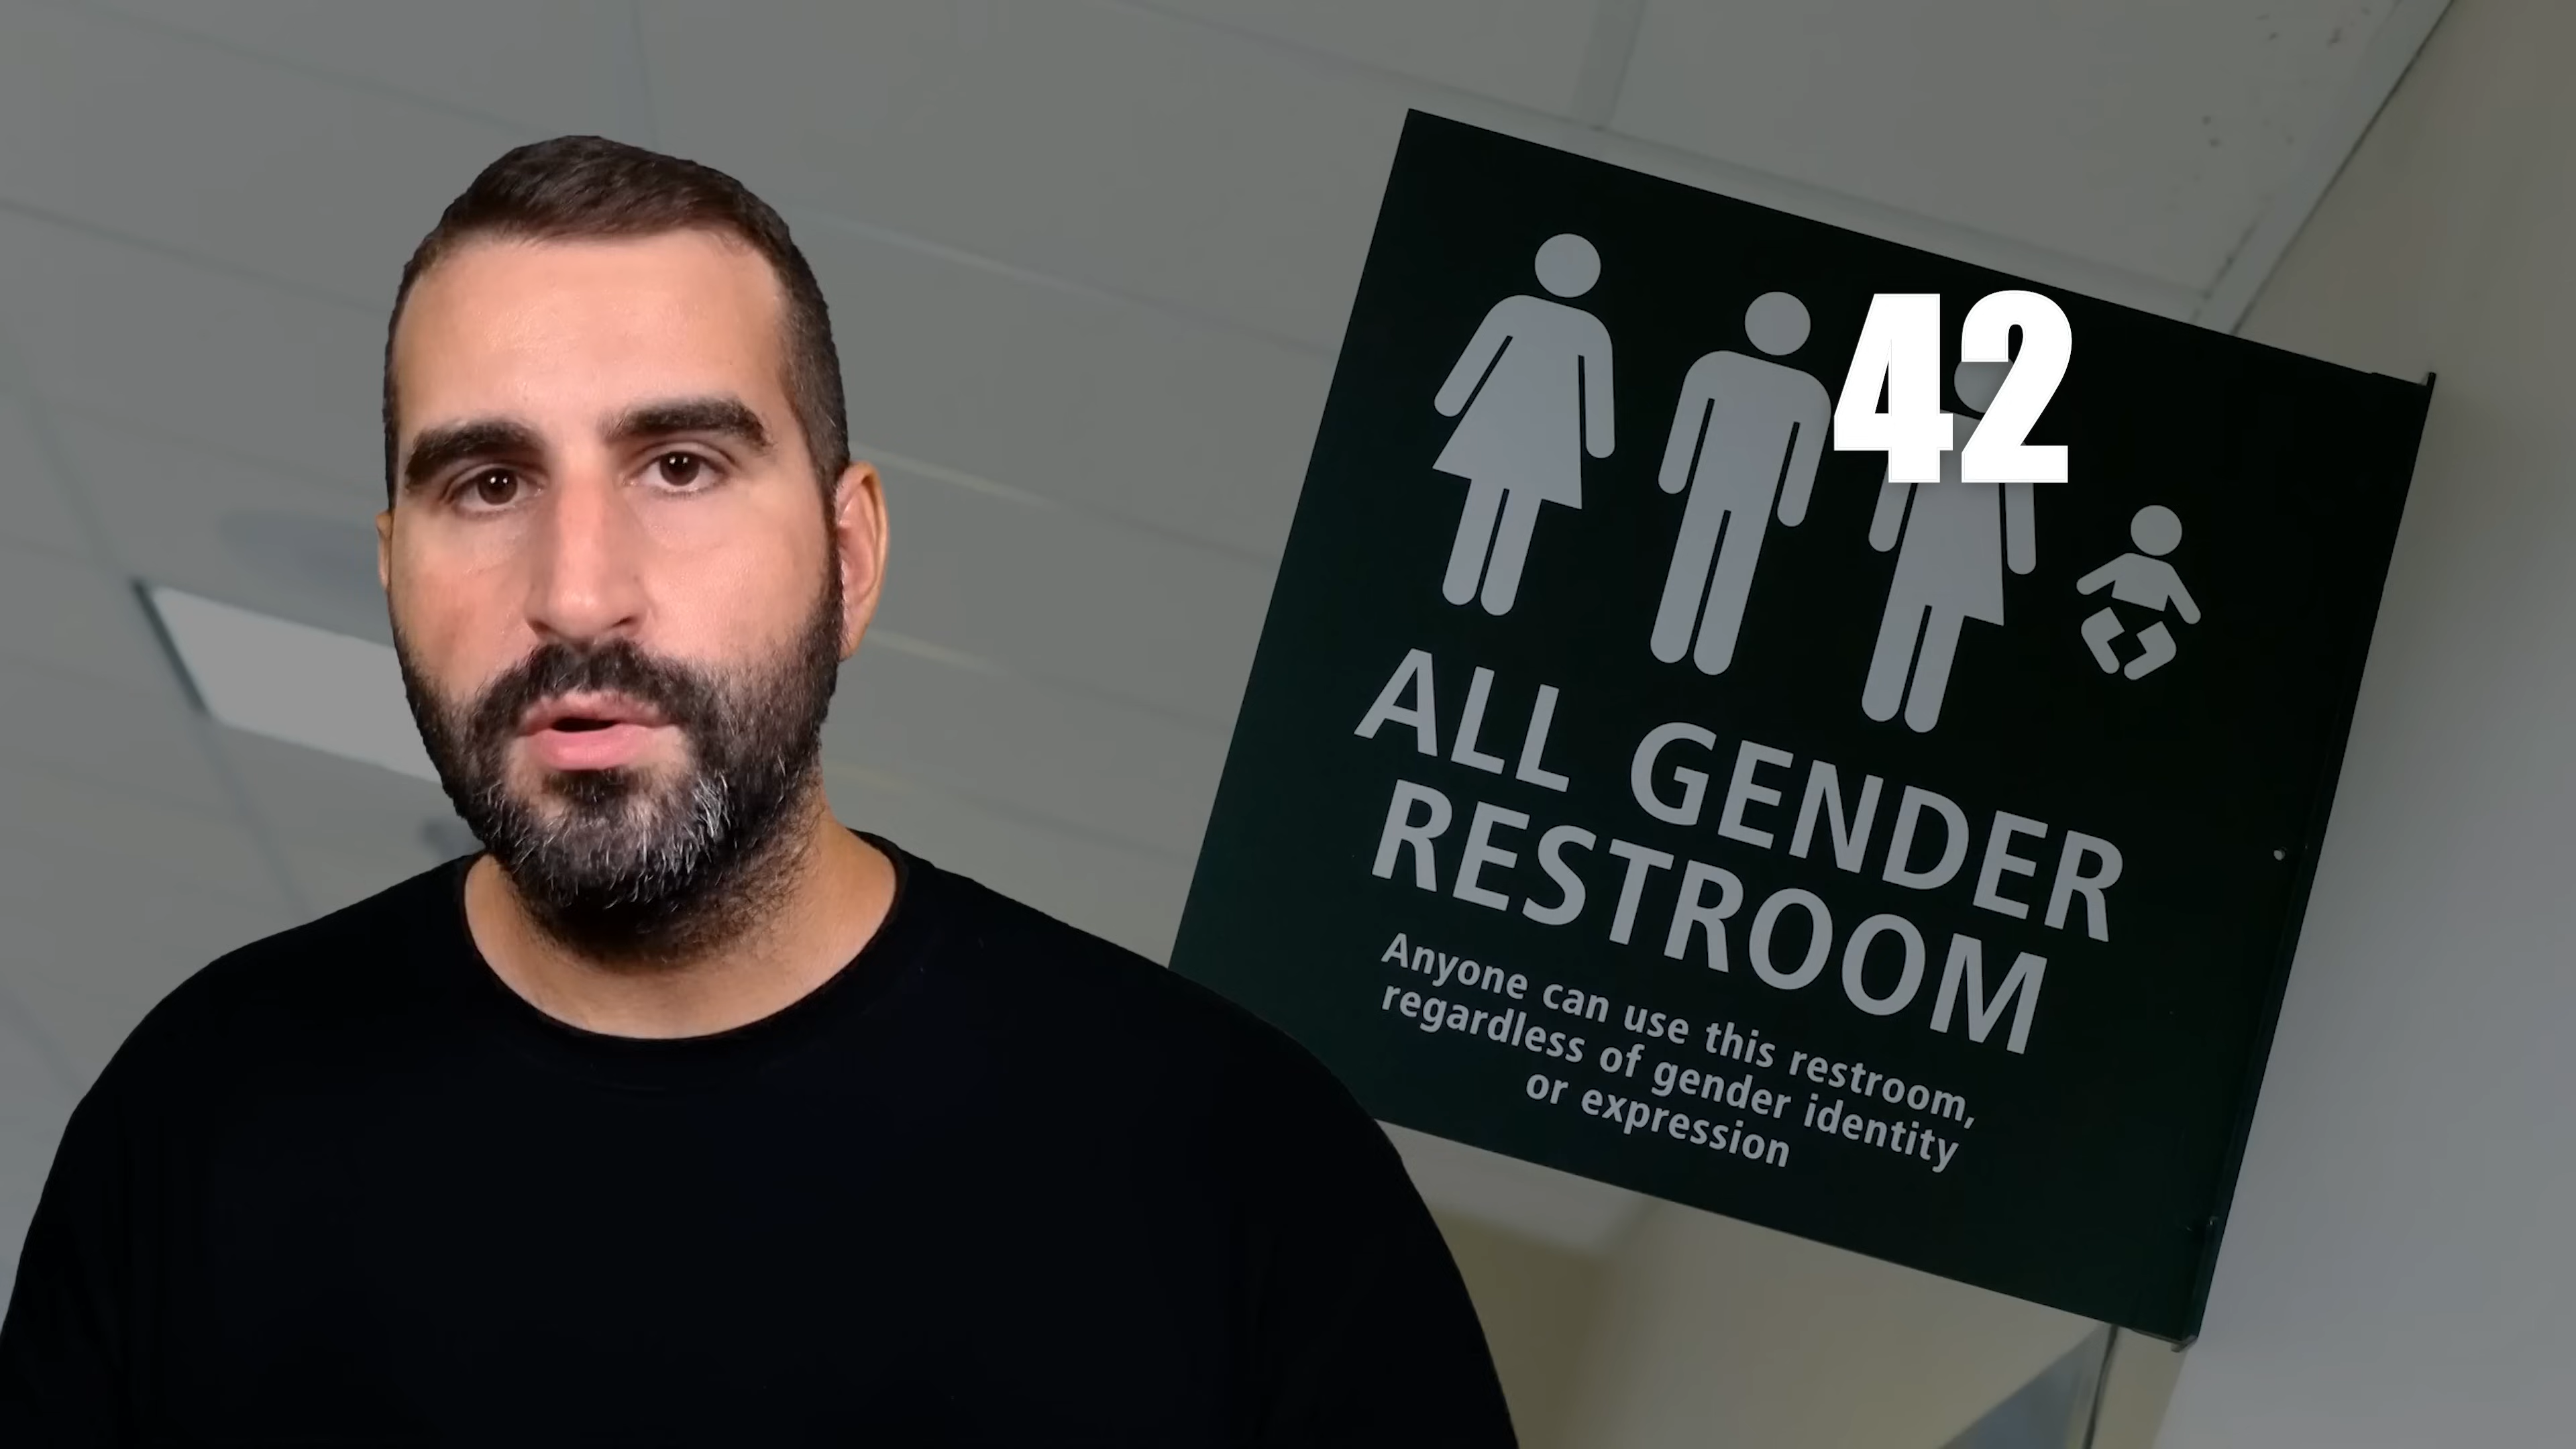 42
ALL GENDER
RESTROOM
Anyone can use this restroom,
regardless of gender identity
or expression